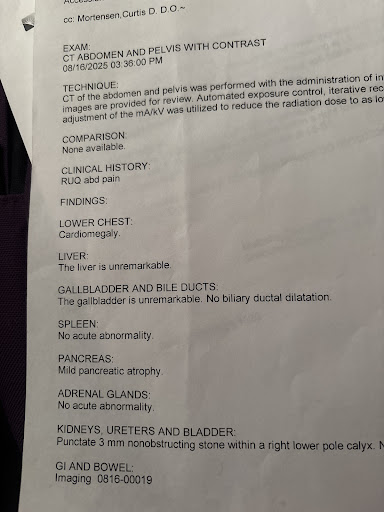 cc: Mortensen,Curtis D. D.O.~
EXAM:
CT ABDOMEN AND PELVIS WITH CONTRAST
08/16/2025 03:36:00 PM
TECHNIQUE:
CT of the abdomen and pelvis was performed with the administration of in
images are provided for review. Automated exposure control, iterative rec
adjustment of the mA/kV was utilized to reduce the radiation dose to as lo
COMPARISON:
None available.
CLINICAL HISTORY:
RUQ abd pain
FINDINGS:
LOWER CHEST:
Cardiomegaly.
LIVER:
The liver is unremarkable.
GALLBLADDER AND BILE DUCTS:
The gallbladder is unremarkable. No biliary ductal dilatation.
SPLEEN:
No acute abnormality.
PANCREAS:
Mild pancreatic atrophy.
ADRENAL GLANDS:
No acute abnormality.
KIDNEYS, URETERS AND BLADDER:
Punctate 3 mm nonobstructing stone within a right lower pole calyx. N
GI AND BOWEL:
Imaging 0816-00019